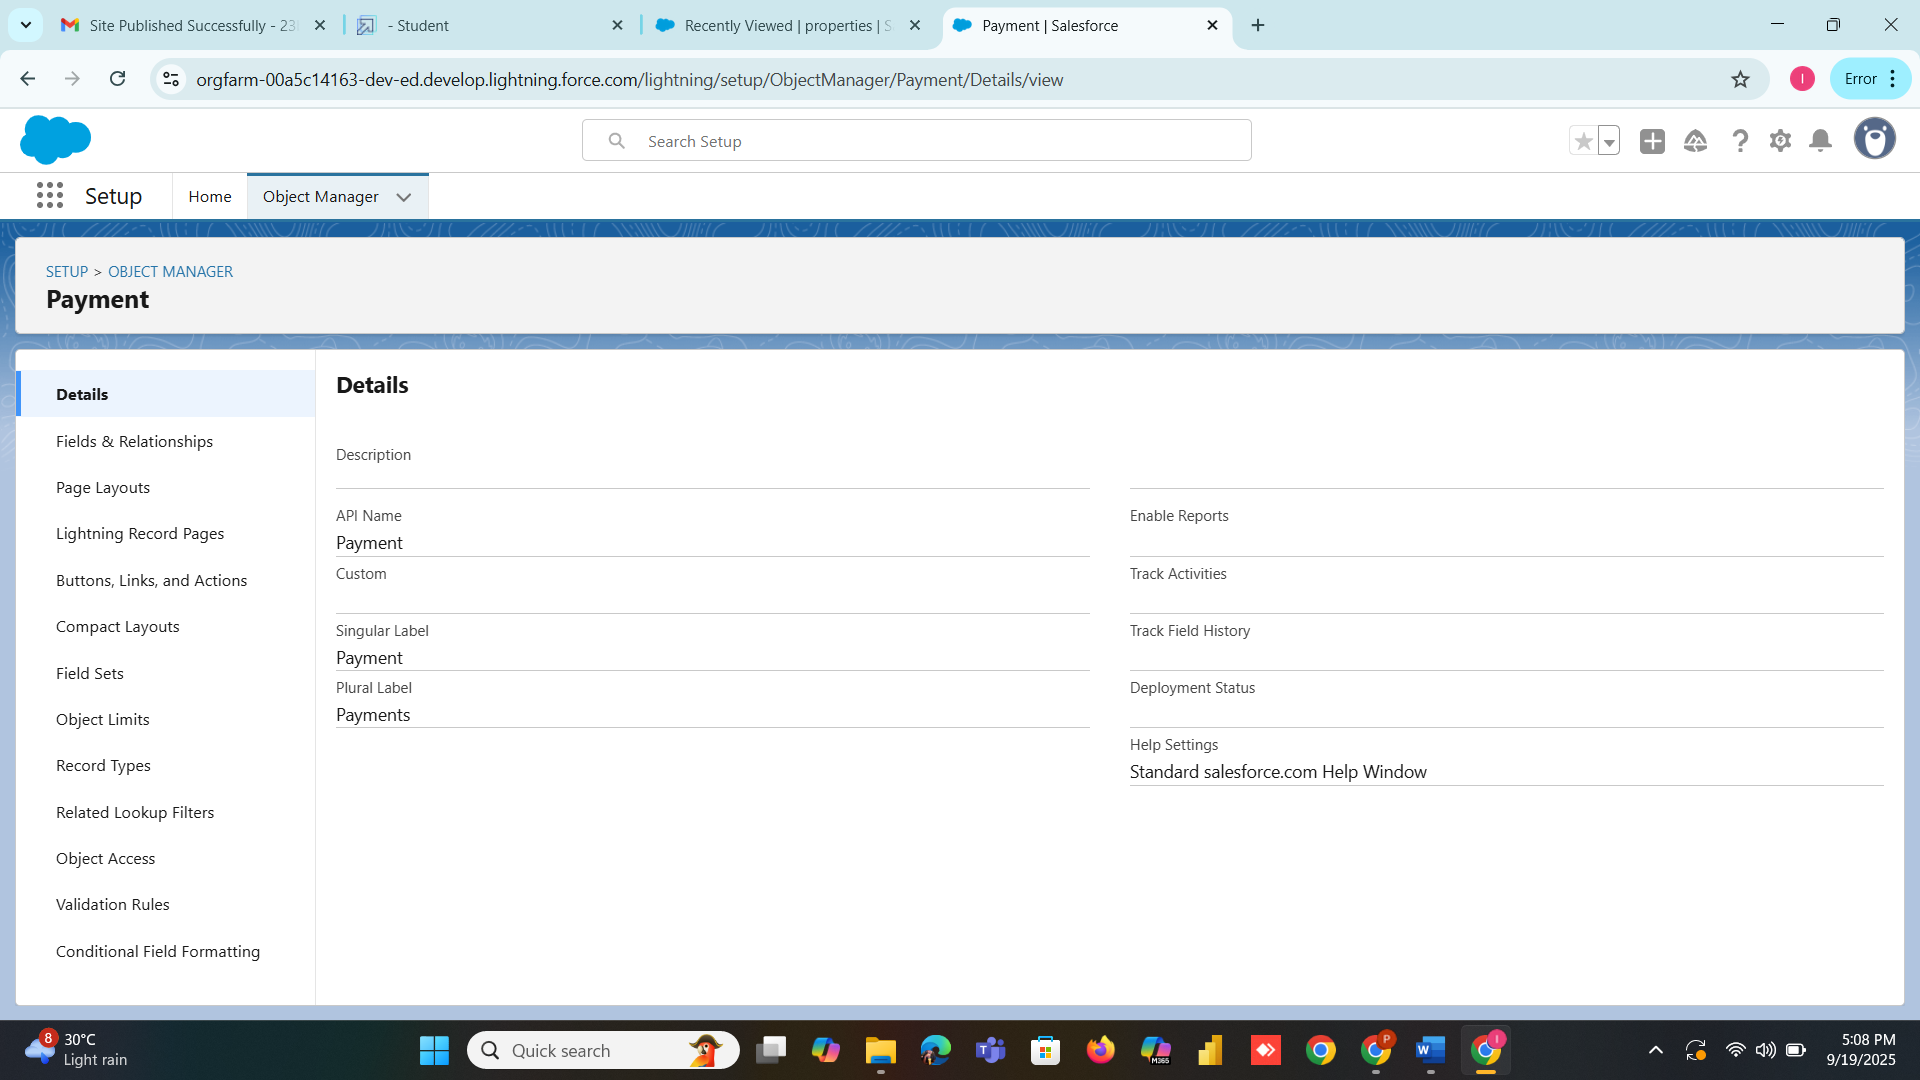 Site Published Successfully - 23
- Student
Recently Viewed | properties | S
Payment | Salesforce
orgfarm-00a5c14163-dev-ed.develop.lightning.force.com/lightning/setup/ObjectManager/Payment/Details/view
I
Error
Search Setup
Setup
Home
Object Manager
SETUP > OBJECT MANAGER
Payment
Details
Fields & Relationships
Page Layouts
Lightning Record Pages
Buttons, Links, and Actions
Compact Layouts
Field Sets
Object Limits
Record Types
Related Lookup Filters
Object Access
Validation Rules
Conditional Field Formatting
Details
Description
API Name
Payment
Custom
Singular Label
Payment
Plural Label
Payments
Enable Reports
Track Activities
Track Field History
Deployment Status
Help Settings
Standard salesforce.com Help Window
8
30°C
Light rain
Quick search
M365
P
I
5:08 PM
9/19/2025